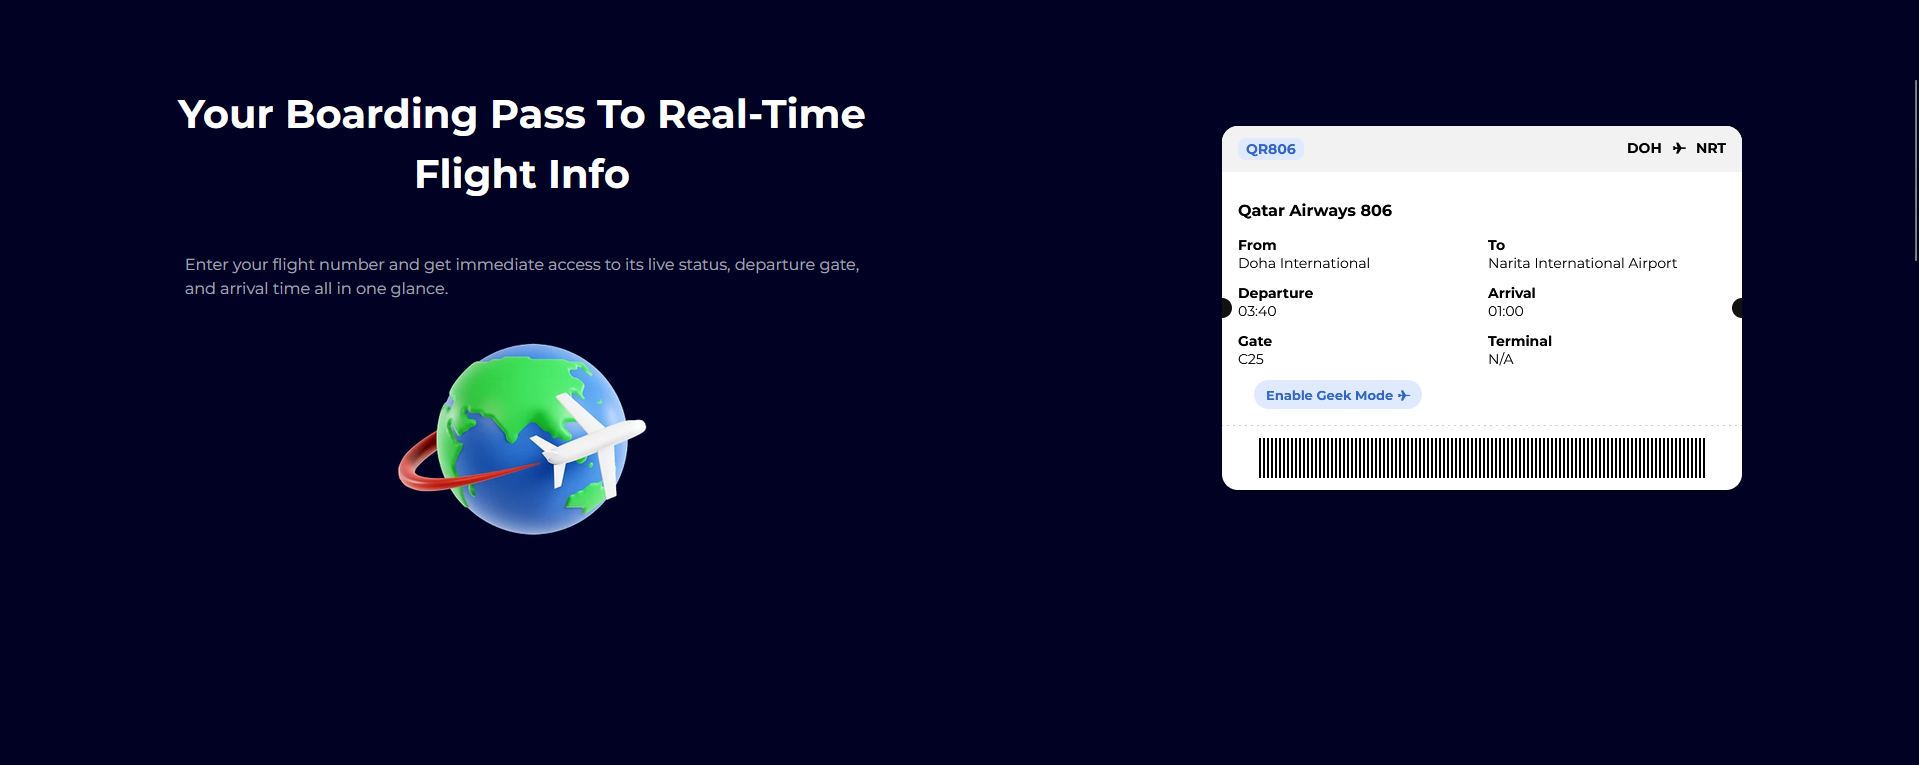 Your Boarding Pass To Real-Time
Flight Info
Enter your flight number and get immediate access to its live status, departure gate,
and arrival time all in one glance.
QR806
DOH ✈ NRT
Qatar Airways 806
From
Doha International
To
Narita International Airport
Departure
03:40
Arrival
01:00
Gate
C25
Terminal
N/A
Enable Geek Mode ✈